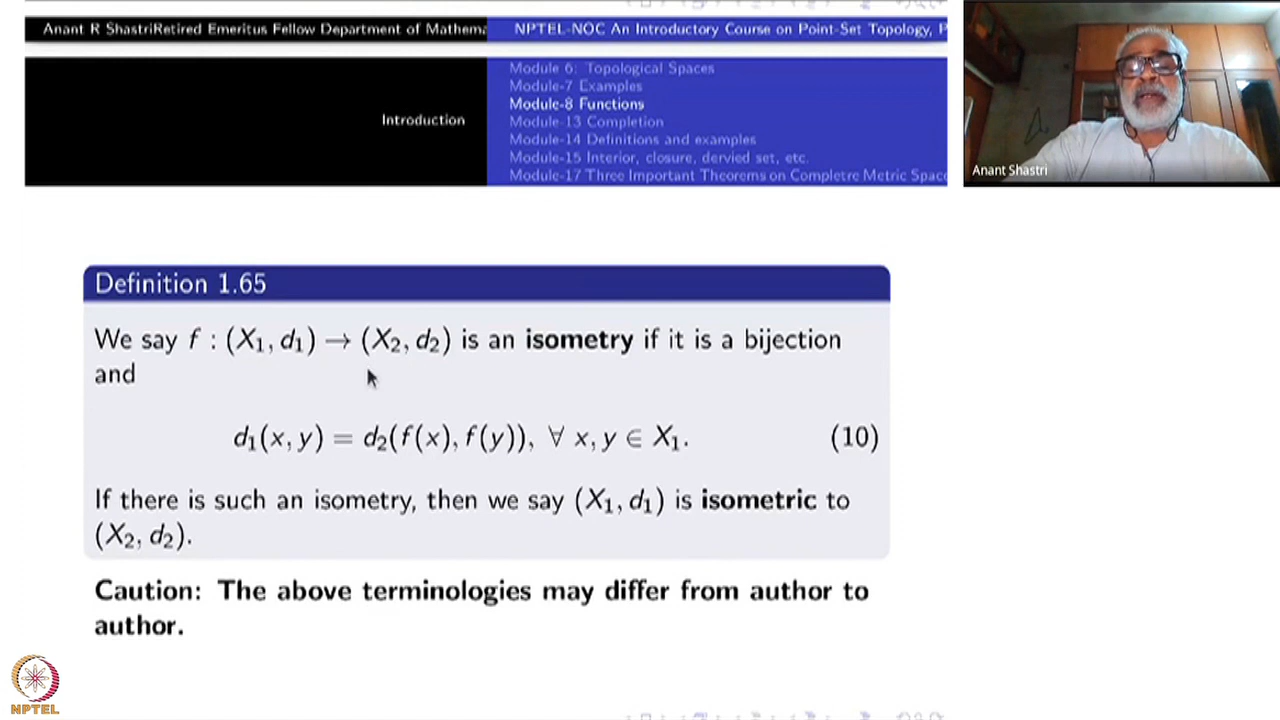 Anant R ShastriRetired Emeritus Fellow Department of Mathema
NPTEL-NOC An Introductory Course on Point-Set Topology, P
Introduction
Module 6: Topological Spaces
Module-7 Examples
Module-8 Functions
Module-13 Completion
Module-14 Definitions and examples
Module-15 Interior, closure, dervied set, etc.
Module-17 Three Important Theorems on Completre Metric Spac
Anant Shastri
Definition 1.65
We say f : (X₁, d₁) → (X₂, d₂) is an isometry if it is a bijection
and
d₁(x, y) = d₂(f(x), f(y)), ∀ x, y ∈ X₁. (10)
If there is such an isometry, then we say (X₁, d₁) is isometric to
(X₂, d₂).
Caution: The above terminologies may differ from author to
author.
NPTEL